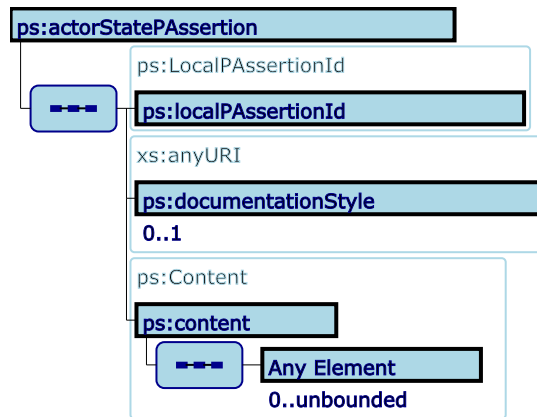 ps:actorStatePAssertion
ps:LocalPAssertionId
ps:localPAssertionId
xs:anyURI
ps:documentationStyle
0..1
ps:Content
ps:content
Any Element
0..unbounded